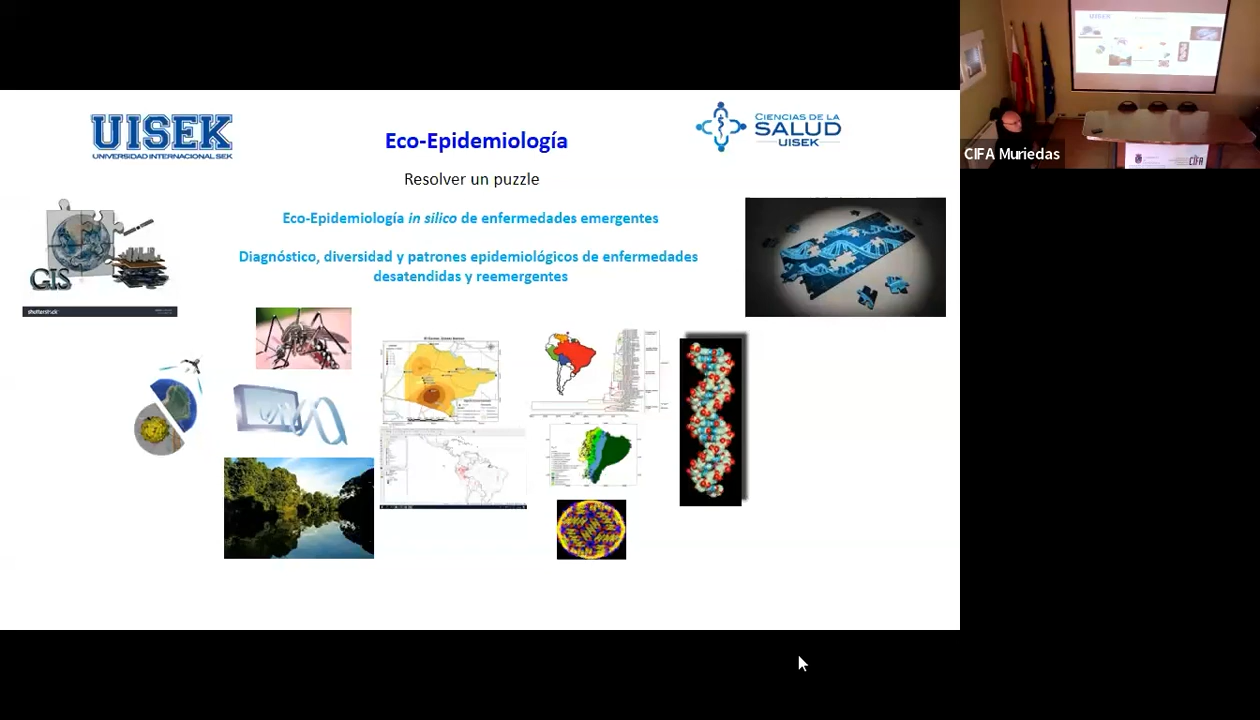 UISEK
UNIVERSIDAD INTERNACIONAL SEK
Eco-Epidemiología
CIENCIAS DE LA
SALUD
UISEK
Resolver un puzzle
Eco-Epidemiología in silico de enfermedades emergentes
Diagnóstico, diversidad y patrones epidemiológicos de enfermedades
desatendidas y reemergentes
GIS
shutterstock
CIFA Muriedas